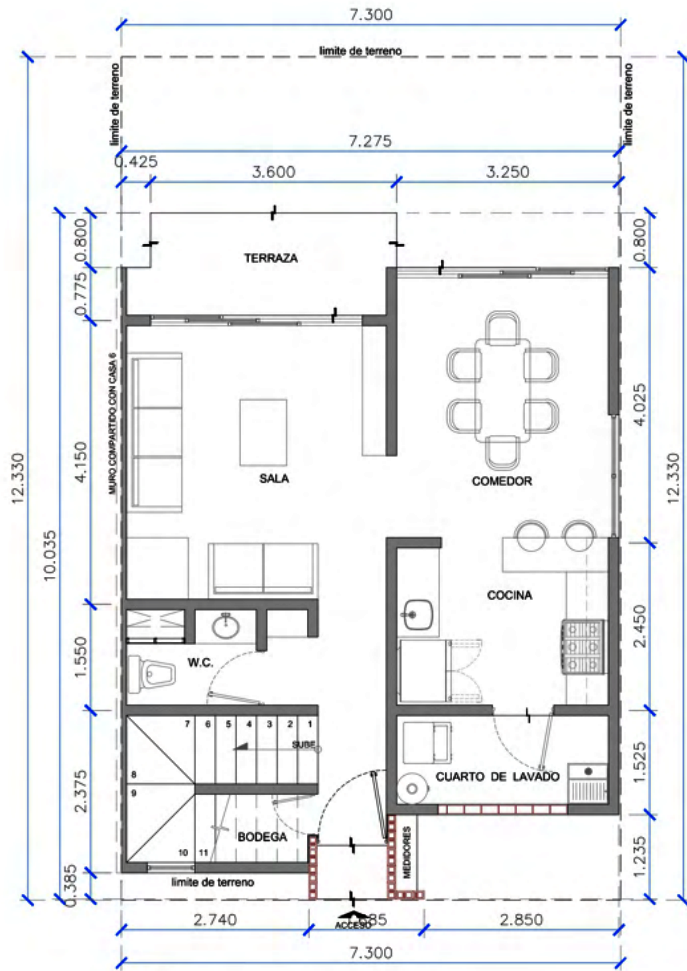 7.300
limite de terreno
limite de terreno
limite de terreno
7.275
0.425
3.600
3.250
0.800
0.800
TERRAZA
0.775
MURO COMPARTIDO CON CASA 6
4.025
4.150
12.330
12.330
SALA
COMEDOR
10.035
COCINA
2.450
1.550
W.C.
7 6 5 4 3 2 1
SUBE
8
CUARTO DE LAVADO
1.525
9
2.375
BODEGA
10 11
MEDIDORES
1.235
limite de terreno
0.385
2.740
.685
2.850
ACCESO
7.300